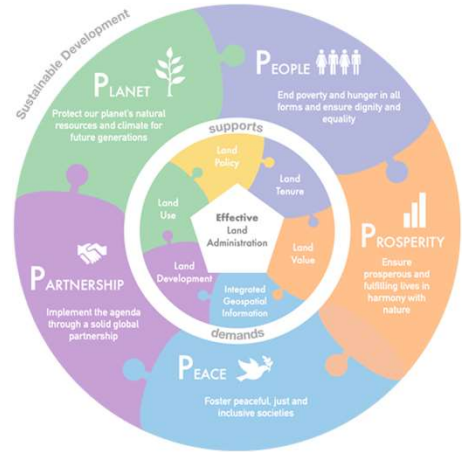 Sustainable Development
PLANET
Protect our planet's natural
resources and climate for
future generations
PEOPLE
End poverty and hunger in all
forms and ensure dignity and
equality
PROSPERITY
Ensure
prosperous and
fulfilling lives in
harmony with
nature
PEACE
Foster peaceful, just and
inclusive societies
PARTNERSHIP
Implement the agenda
through a solid global
partnership
supports
Land
Policy
Land
Tenure
Land
Value
Integrated
Geospatial
Information
Land
Development
Land
Use
Effective
Land
Administration
demands